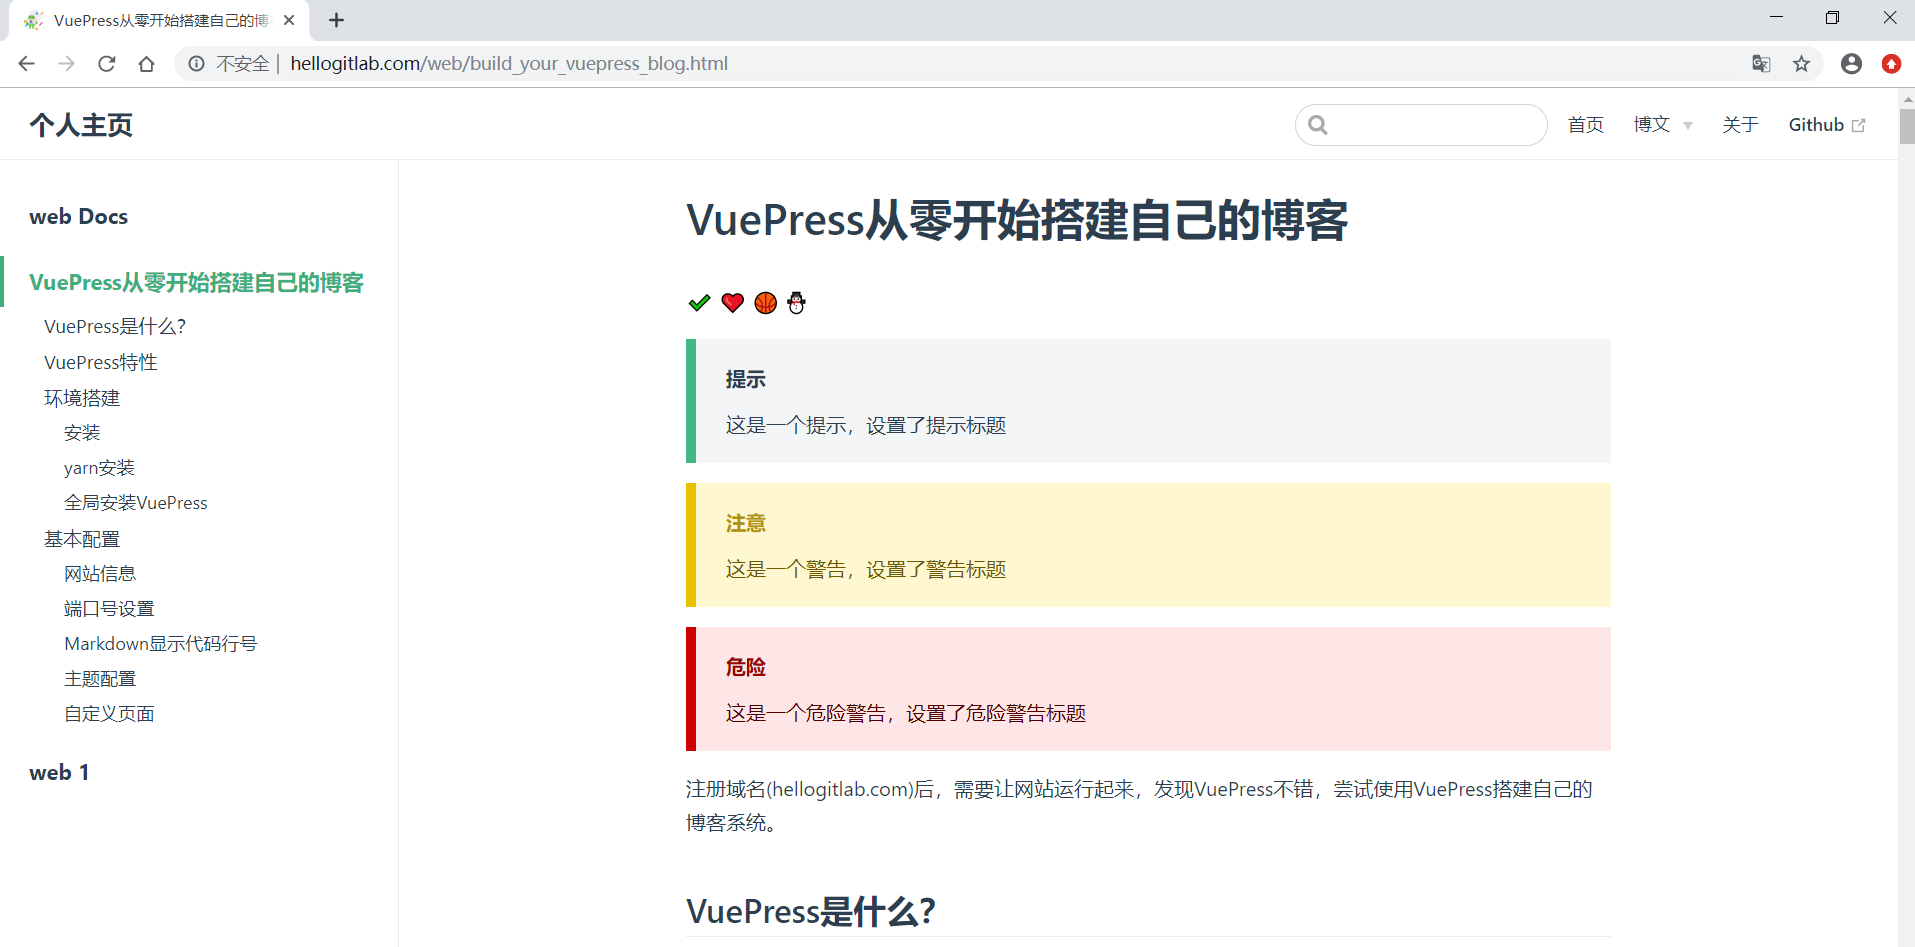 VuePress从零开始搭建自己的博
不安全 | hellogitlab.com/web/build_your_vuepress_blog.html
个人主页
首页 博文 关于 Github
web Docs
VuePress从零开始搭建自己的博客
VuePress是什么？
VuePress特性
环境搭建
安装
yarn安装
全局安装VuePress
基本配置
网站信息
端口号设置
Markdown显示代码行号
主题配置
自定义页面
web 1
VuePress从零开始搭建自己的博客
提示
这是一个提示，设置了提示标题
注意
这是一个警告，设置了警告标题
危险
这是一个危险警告，设置了危险警告标题
注册域名(hellogitlab.com)后，需要让网站运行起来，发现VuePress不错，尝试使用VuePress搭建自己的
博客系统。
VuePress是什么？